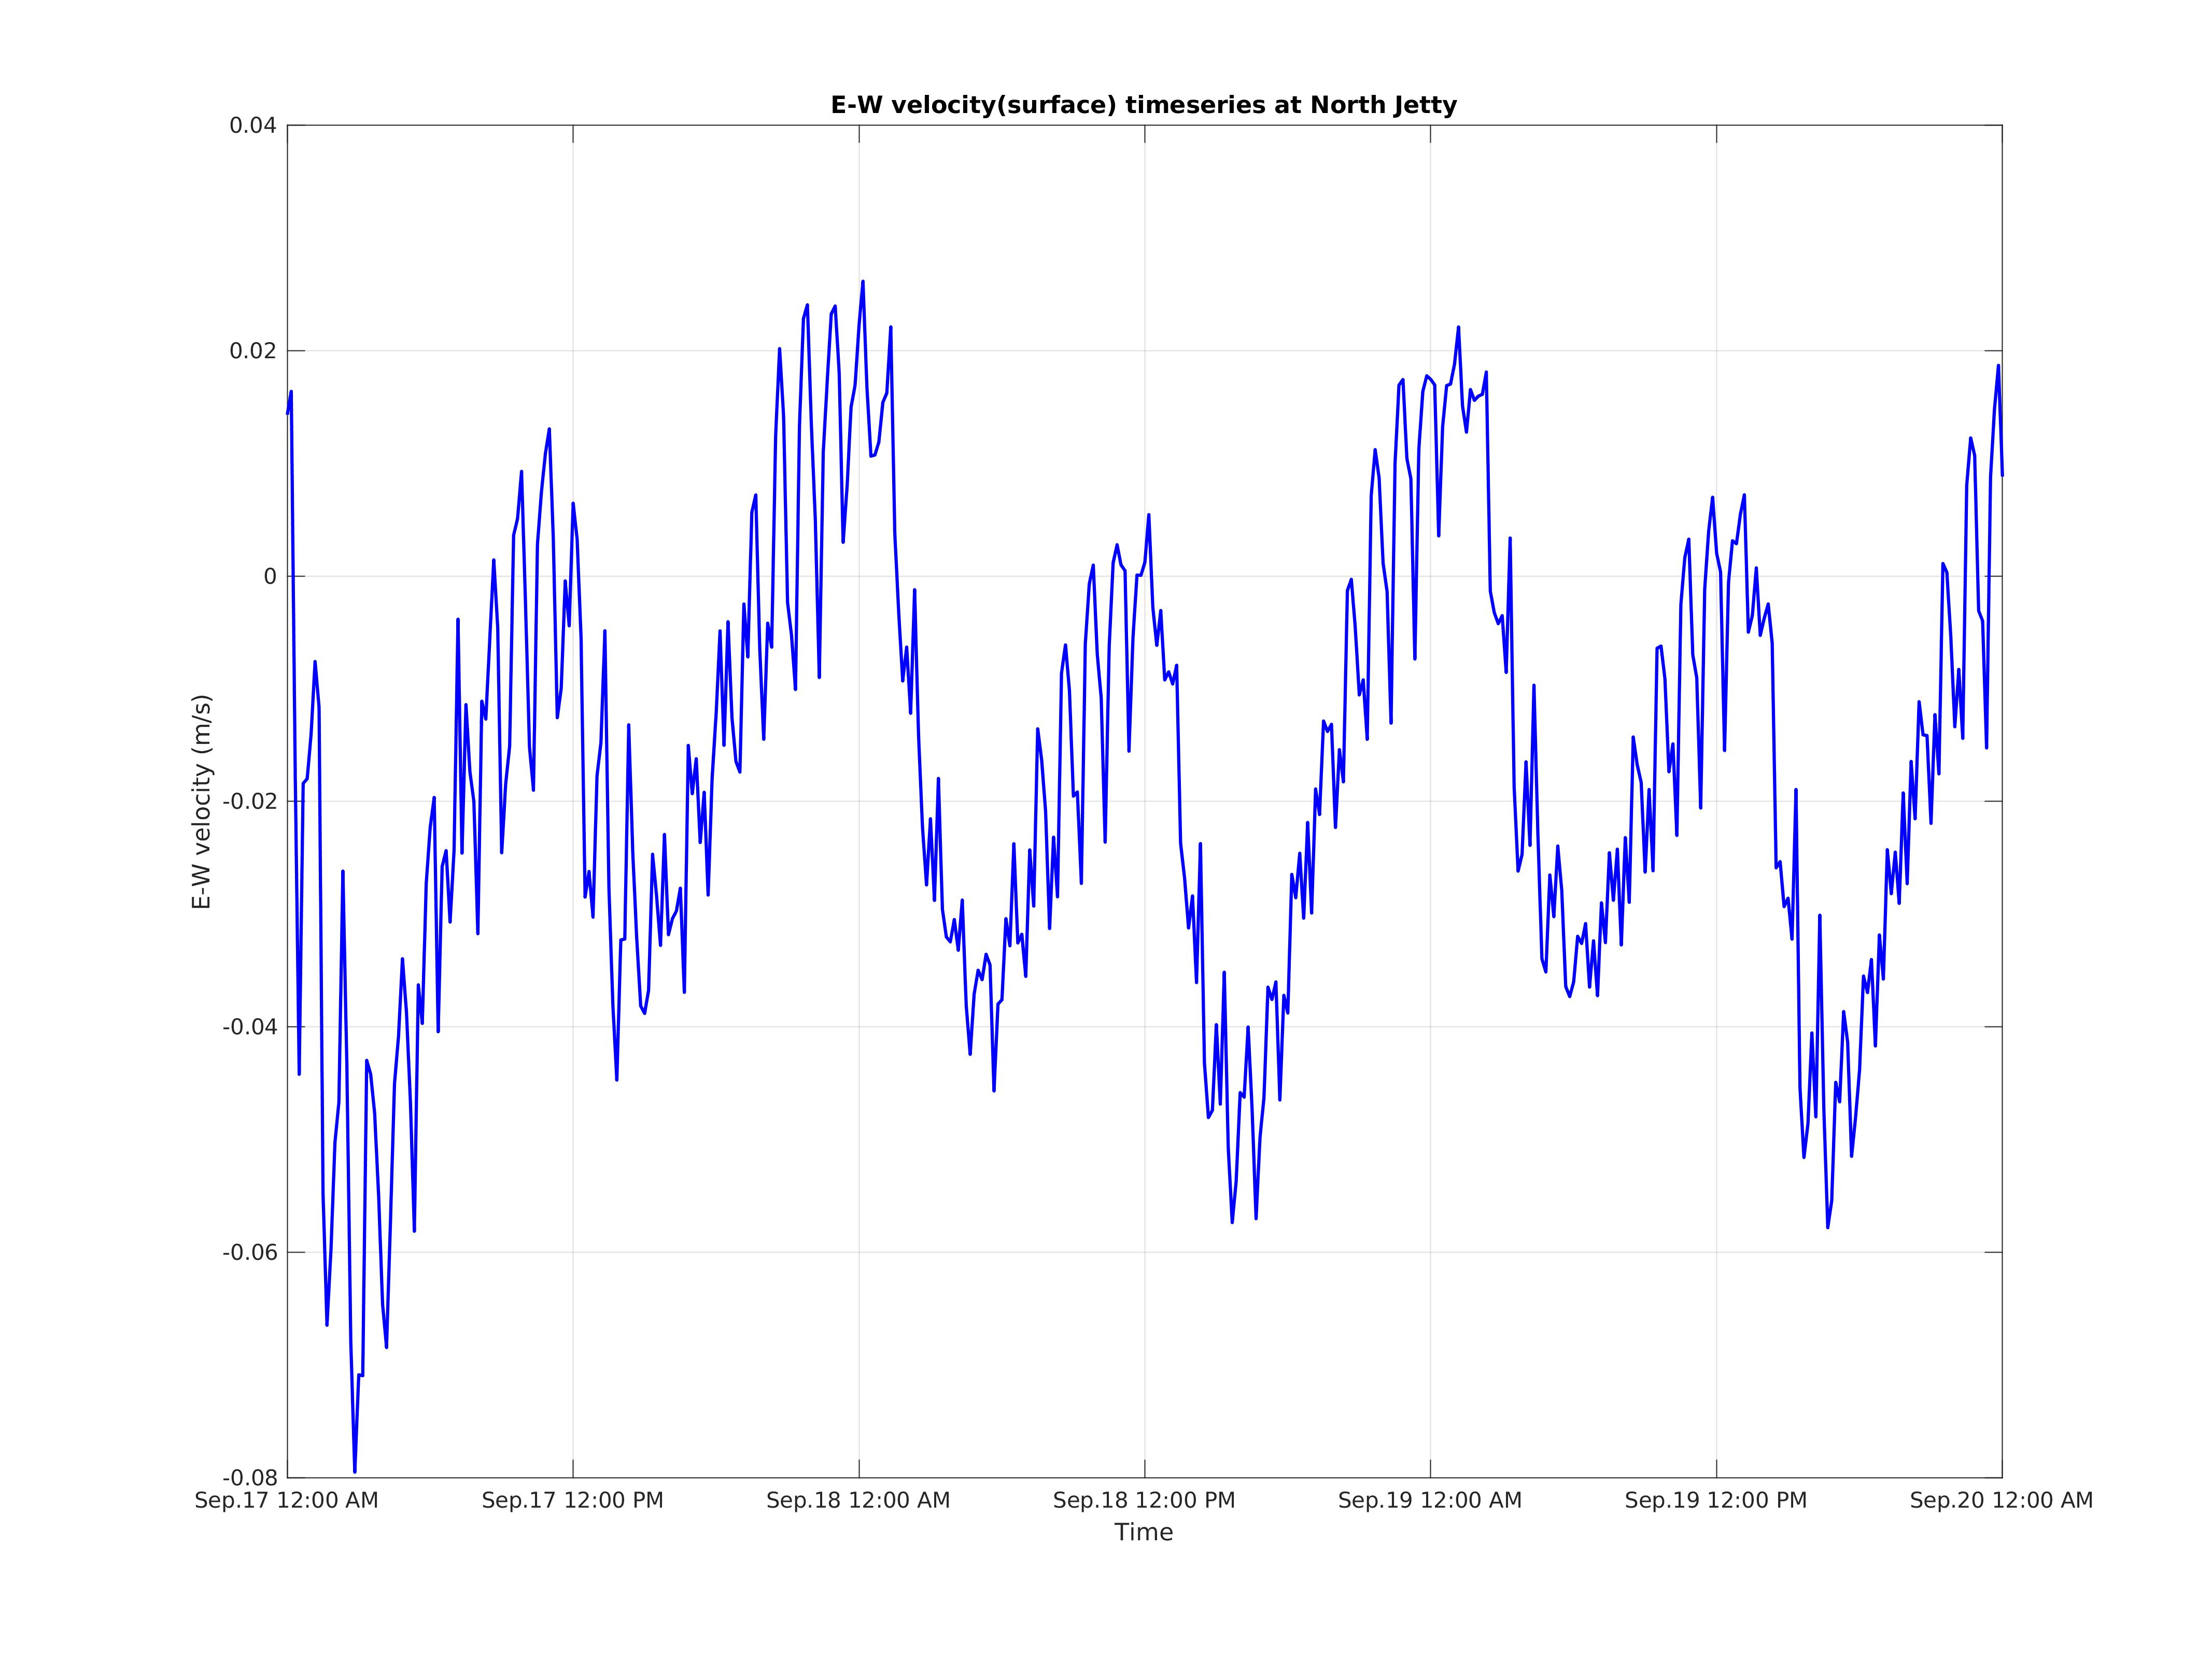 E-W velocity(surface) timeseries at North Jetty
0.04
0.02
0
-0.02
-0.04
-0.06
-0.08
E-W velocity (m/s)
Sep.17 12:00 AM
Sep.17 12:00 PM
Sep.18 12:00 AM
Sep.18 12:00 PM
Sep.19 12:00 AM
Sep.19 12:00 PM
Sep.20 12:00 AM
Time